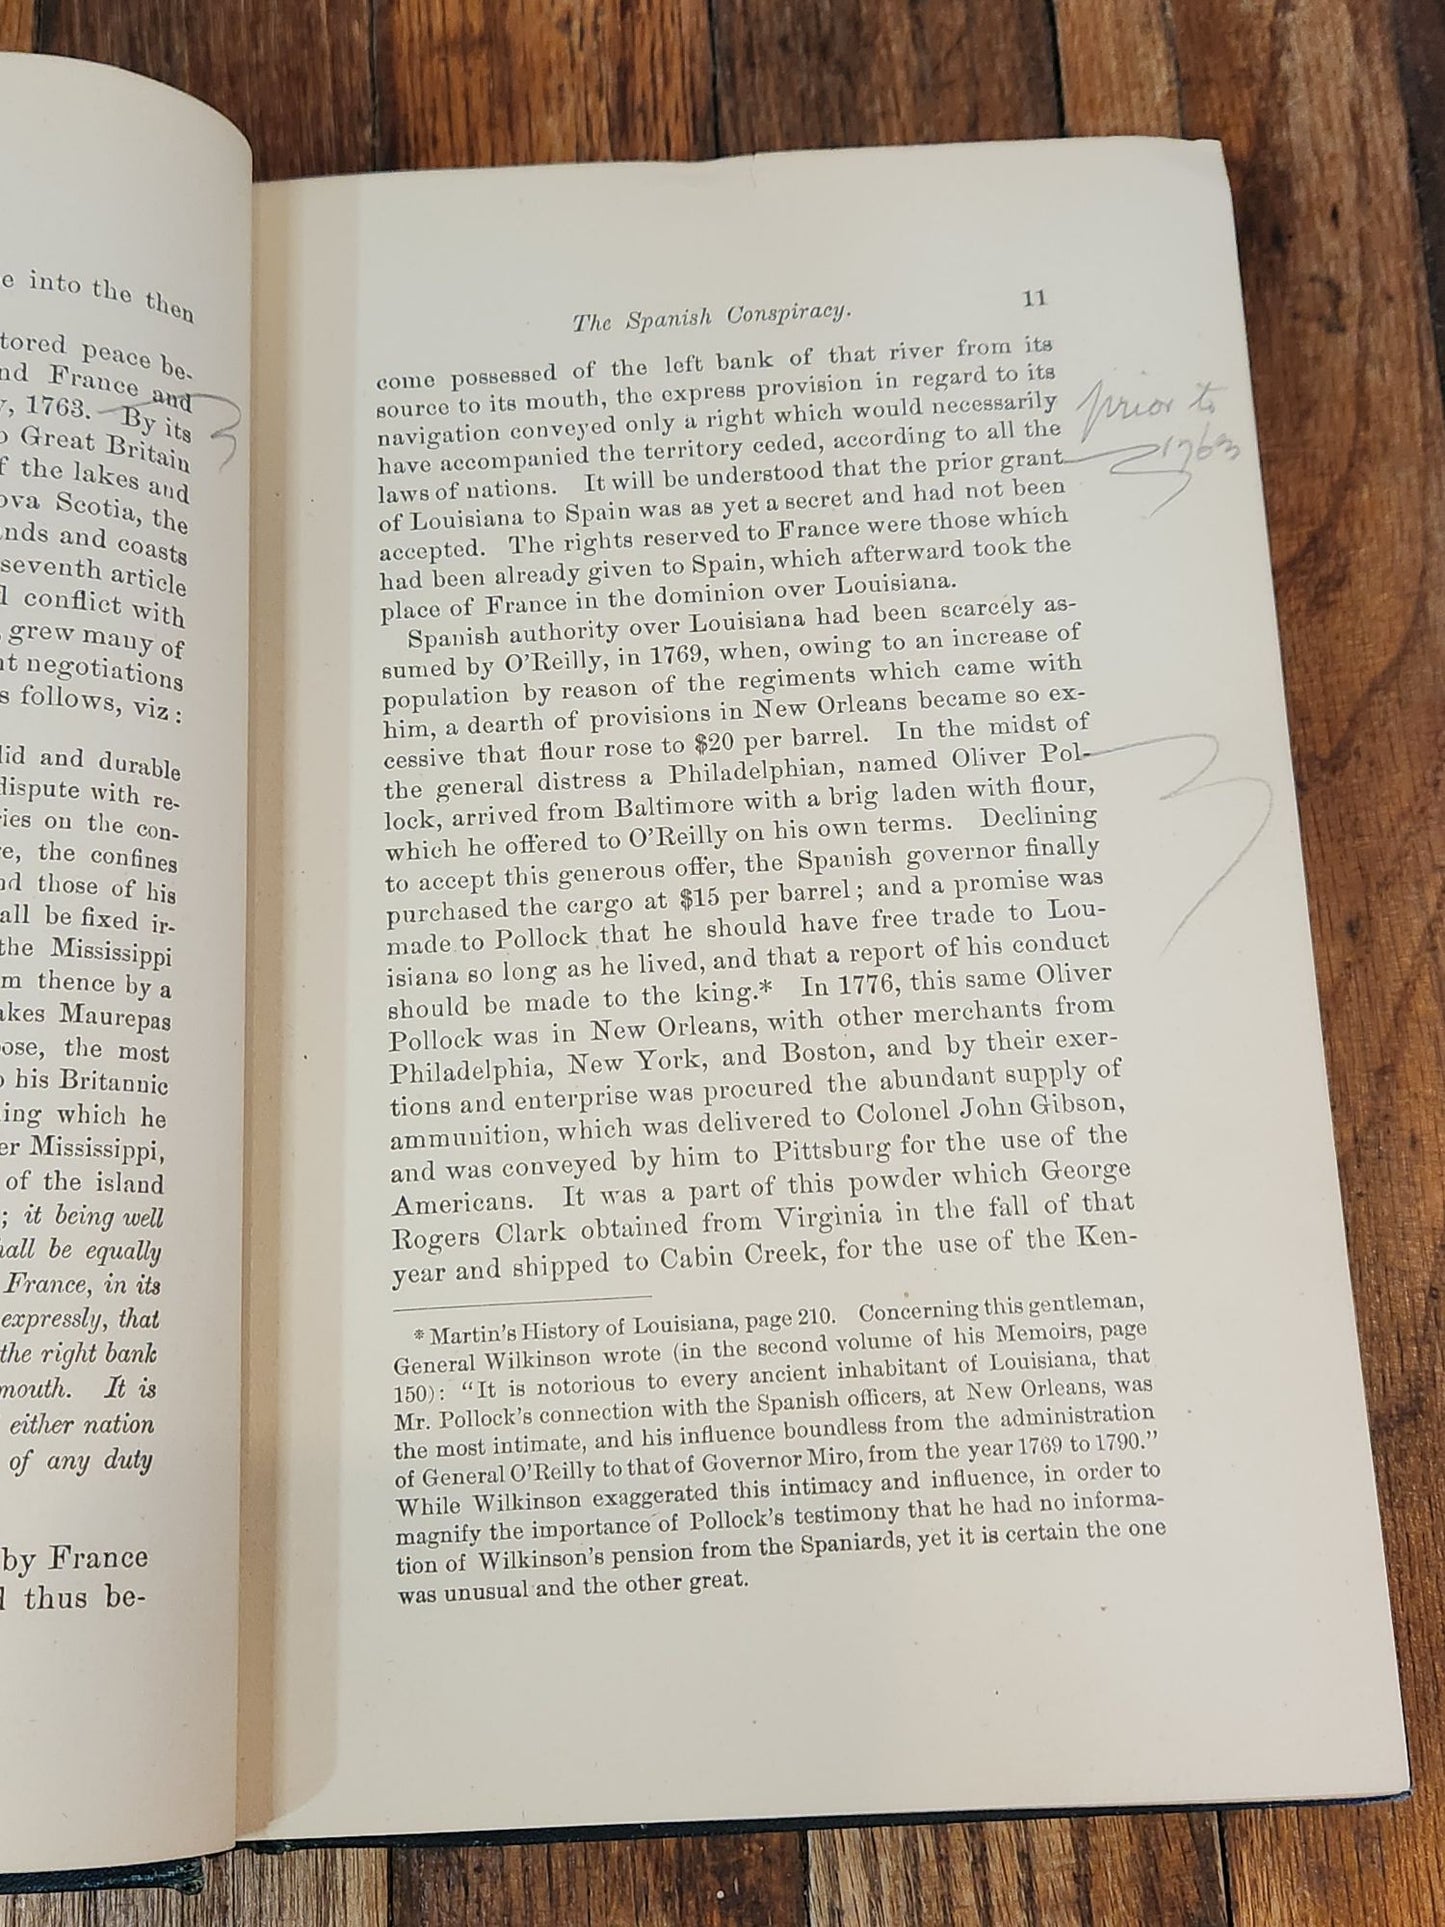 e into the then
tored peace be-
nd France and
, 1763. By its
o Great Britain
f the lakes and
ova Scotia, the
nds and coasts
seventh article
l conflict with
, grew many of
nt negotiations
s follows, viz:
lid and durable
dispute with re-
ries on the con-
re, the confines
nd those of his
all be fixed ir-
the Mississippi
m thence by a
akes Maurepas
ose, the most
o his Britannic
ing which he
er Mississippi,
of the island
; it being well
hall be equally
France, in its
expressly, that
the right bank
mouth. It is
either nation
of any duty
by France
l thus be-
The Spanish Conspiracy. 11
come possessed of the left bank of that river from its
source to its mouth, the express provision in regard to its
navigation conveyed only a right which would necessarily
have accompanied the territory ceded, according to all the
laws of nations. It will be understood that the prior grant
of Louisiana to Spain was as yet a secret and had not been
accepted. The rights reserved to France were those which
had been already given to Spain, which afterward took the
place of France in the dominion over Louisiana.
Spanish authority over Louisiana had been scarcely as-
sumed by O'Reilly, in 1769, when, owing to an increase of
population by reason of the regiments which came with
him, a dearth of provisions in New Orleans became so ex-
cessive that flour rose to $20 per barrel. In the midst of
the general distress a Philadelphian, named Oliver Pol-
lock, arrived from Baltimore with a brig laden with flour,
which he offered to O'Reilly on his own terms. Declining
to accept this generous offer, the Spanish governor finally
purchased the cargo at $15 per barrel; and a promise was
made to Pollock that he should have free trade to Lou-
isiana so long as he lived, and that a report of his conduct
should be made to the king.* In 1776, this same Oliver
Pollock was in New Orleans, with other merchants from
Philadelphia, New York, and Boston, and by their exer-
tions and enterprise was procured the abundant supply of
ammunition, which was delivered to Colonel John Gibson,
and was conveyed by him to Pittsburg for the use of the
Americans. It was a part of this powder which George
Rogers Clark obtained from Virginia in the fall of that
year and shipped to Cabin Creek, for the use of the Ken-
* Martin's History of Louisiana, page 210. Concerning this gentleman,
General Wilkinson wrote (in the second volume of his Memoirs, page
150): "It is notorious to every ancient inhabitant of Louisiana, that
Mr. Pollock's connection with the Spanish officers, at New Orleans, was
the most intimate, and his influence boundless from the administration
of General O'Reilly to that of Governor Miro, from the year 1769 to 1790."
While Wilkinson exaggerated this intimacy and influence, in order to
magnify the importance of Pollock's testimony that he had no informa-
tion of Wilkinson's pension from the Spaniards, yet it is certain the one
was unusual and the other great.
prior to
1763